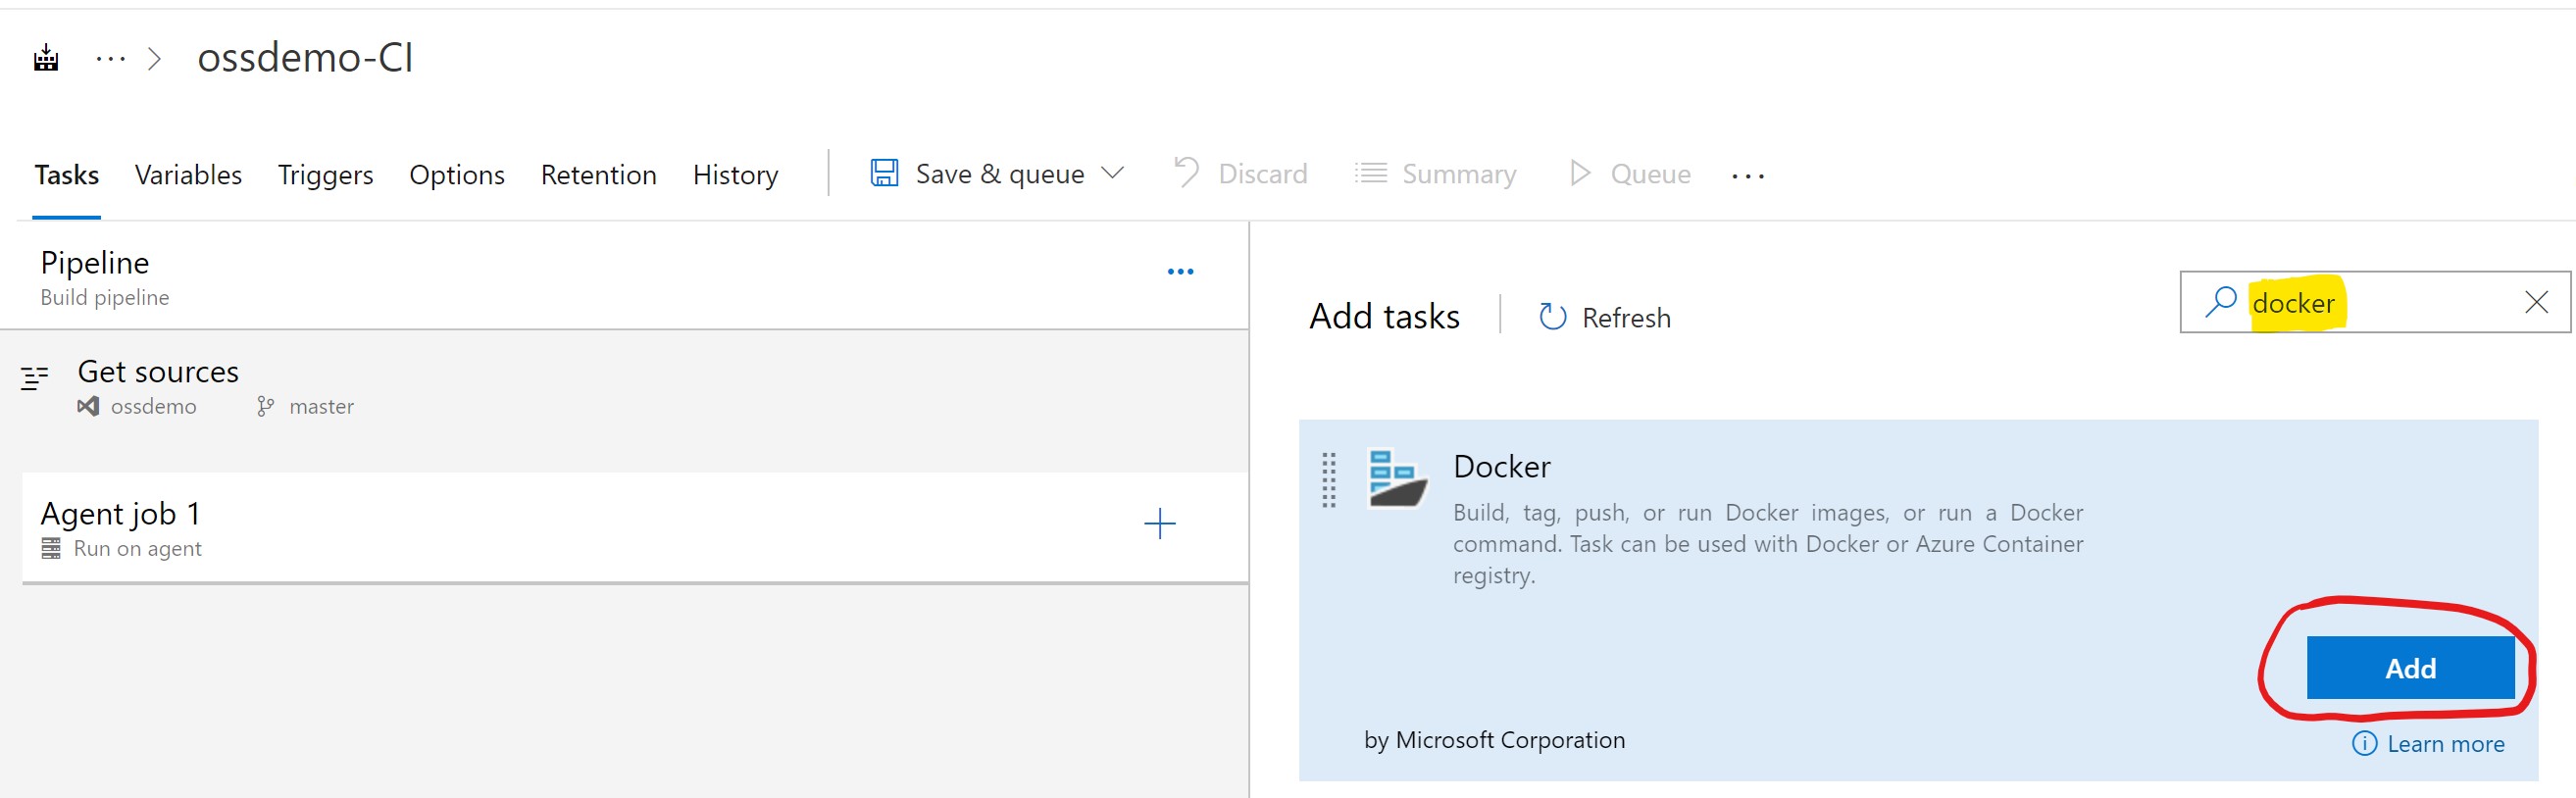 ... > ossdemo-CI
Tasks Variables Triggers Options Retention History Save & queue Discard Summary Queue ...
Pipeline
Build pipeline
Get sources
ossdemo master
Agent job 1
Run on agent
Add tasks Refresh
docker
Docker
Build, tag, push, or run Docker images, or run a Docker
command. Task can be used with Docker or Azure Container
registry.
Add
by Microsoft Corporation
Learn more